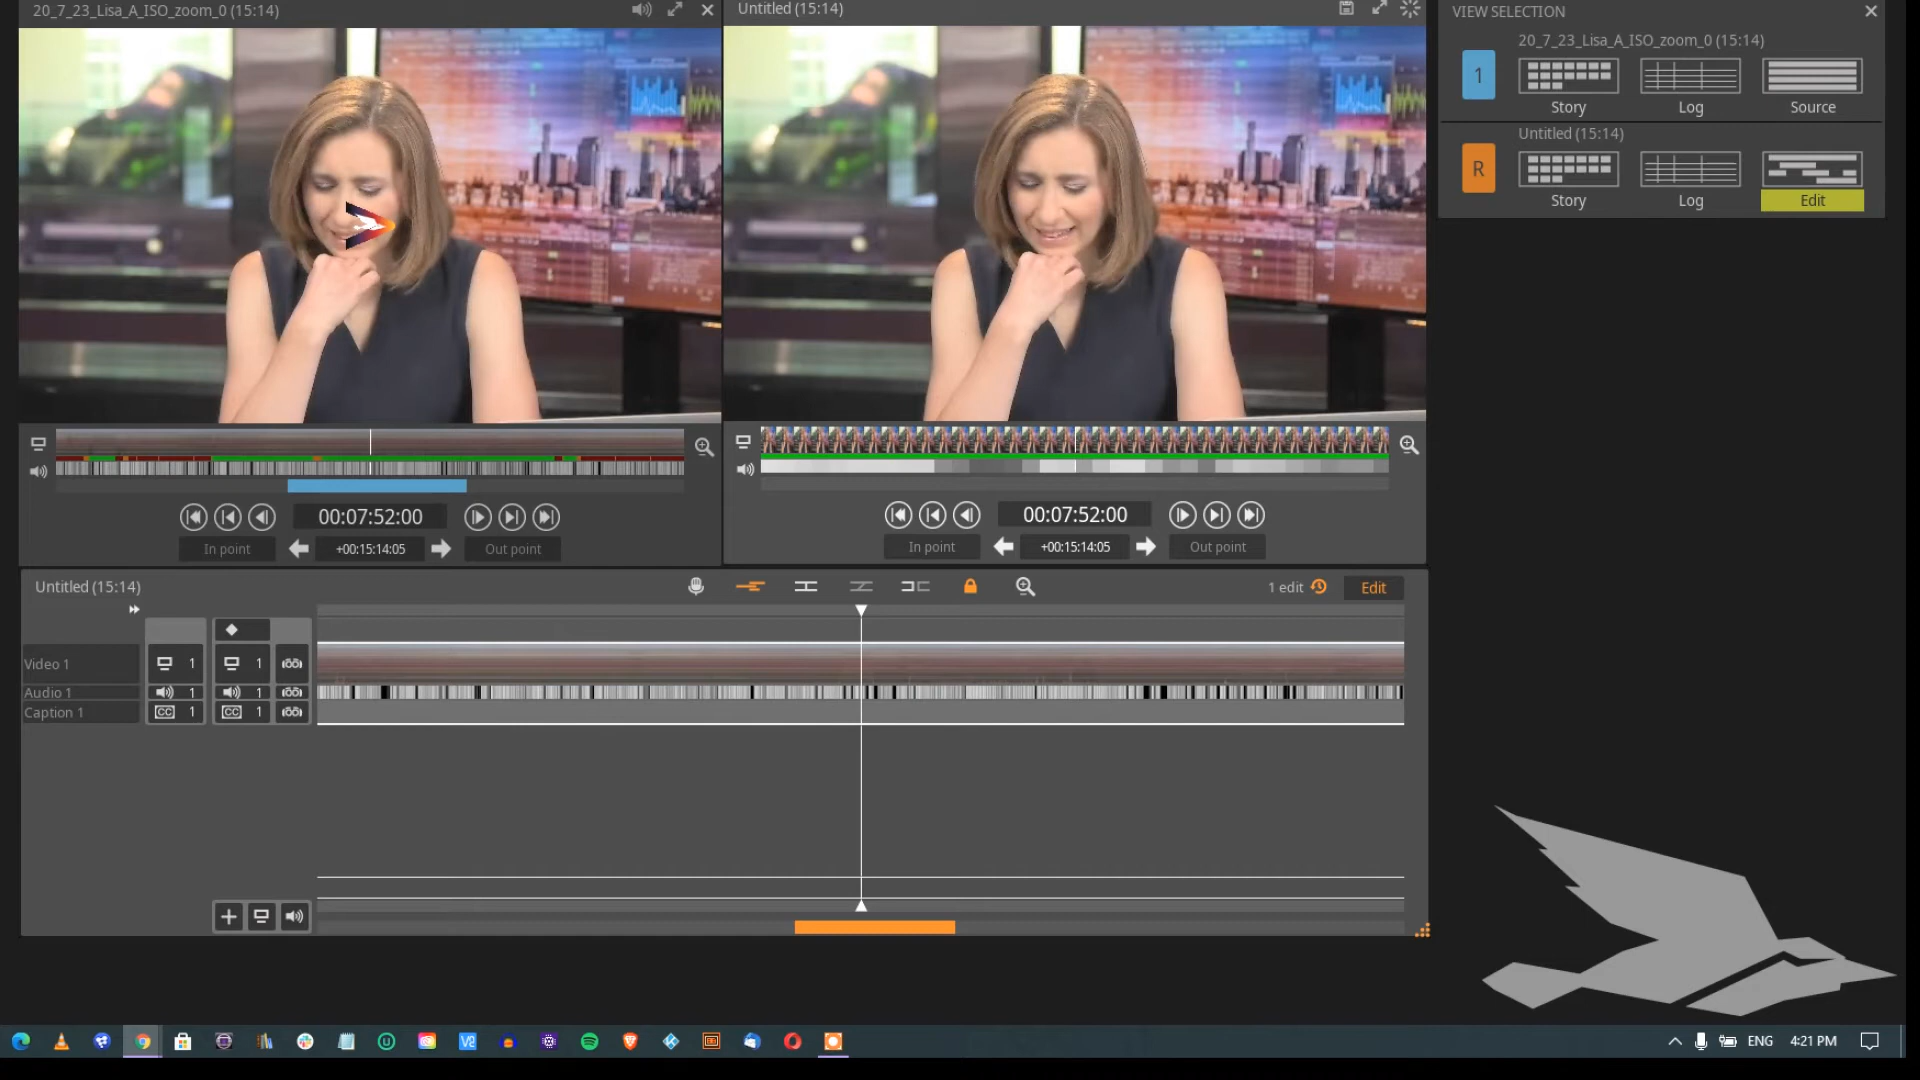 20_7_23_Lisa_A_ISO_zoom_0 (15:14)
Untitled (15:14)
VIEW SELECTION
20_7_23_Lisa_A_ISO_zoom_0 (15:14)
1
Story
Log
Source
Untitled (15:14)
R
Story
Log
Edit
00:07:52:00
In point
+00:15:14:05
Out point
00:07:52:00
In point
+00:15:14:05
Out point
Untitled (15:14)
1 edit
Edit
Video 1
1
1
Audio 1
1
1
Caption 1
CC 1
CC 1
ENG
4:21 PM